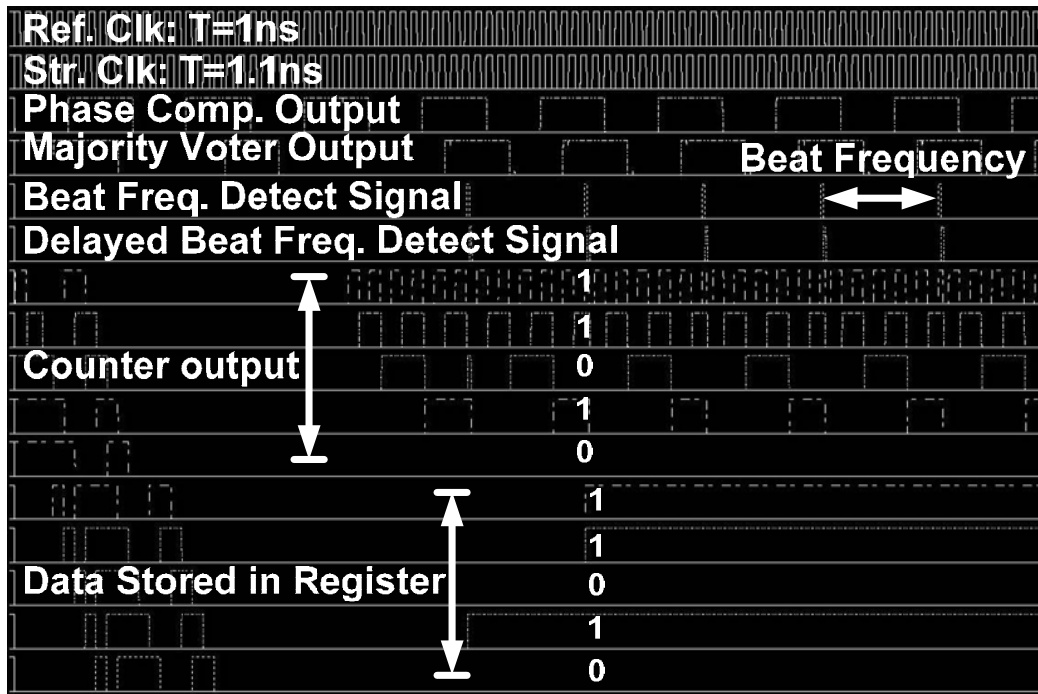 Ref. Clk: T=1ns
Str. Clk: T=1.1ns
Phase Comp. Output
Majority Voter Output
Beat Frequency
Beat Freq. Detect Signal
Delayed Beat Freq. Detect Signal
1
1
Counter output
0
1
0
1
1
Data Stored in Register
0
1
0